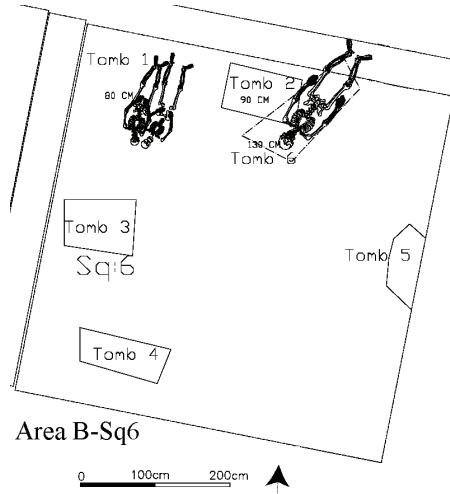 Tomb 1
80 CM
Tomb 2
90 CM
130 CM
Tomb 6
Tomb 3
Sq:6
Tomb 5
Tomb 4
Area B-Sq6
0 100cm 200cm